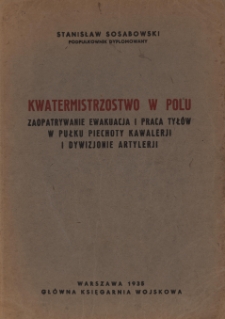 STANISŁAW SOSABOWSKI
PODPUŁKOWNIK DYPLOMOWANY
KWATERMISTRZOSTWO W POLU
ZAOPATRYWANIE EWAKUACJA I PRACA TYŁÓW
W PUŁKU PIECHOTY KAWALERJI
I DYWIZJONIE ARTYLERJI
WARSZAWA 1935
GŁÓWNA KSIĘGARNIA WOJSKOWA